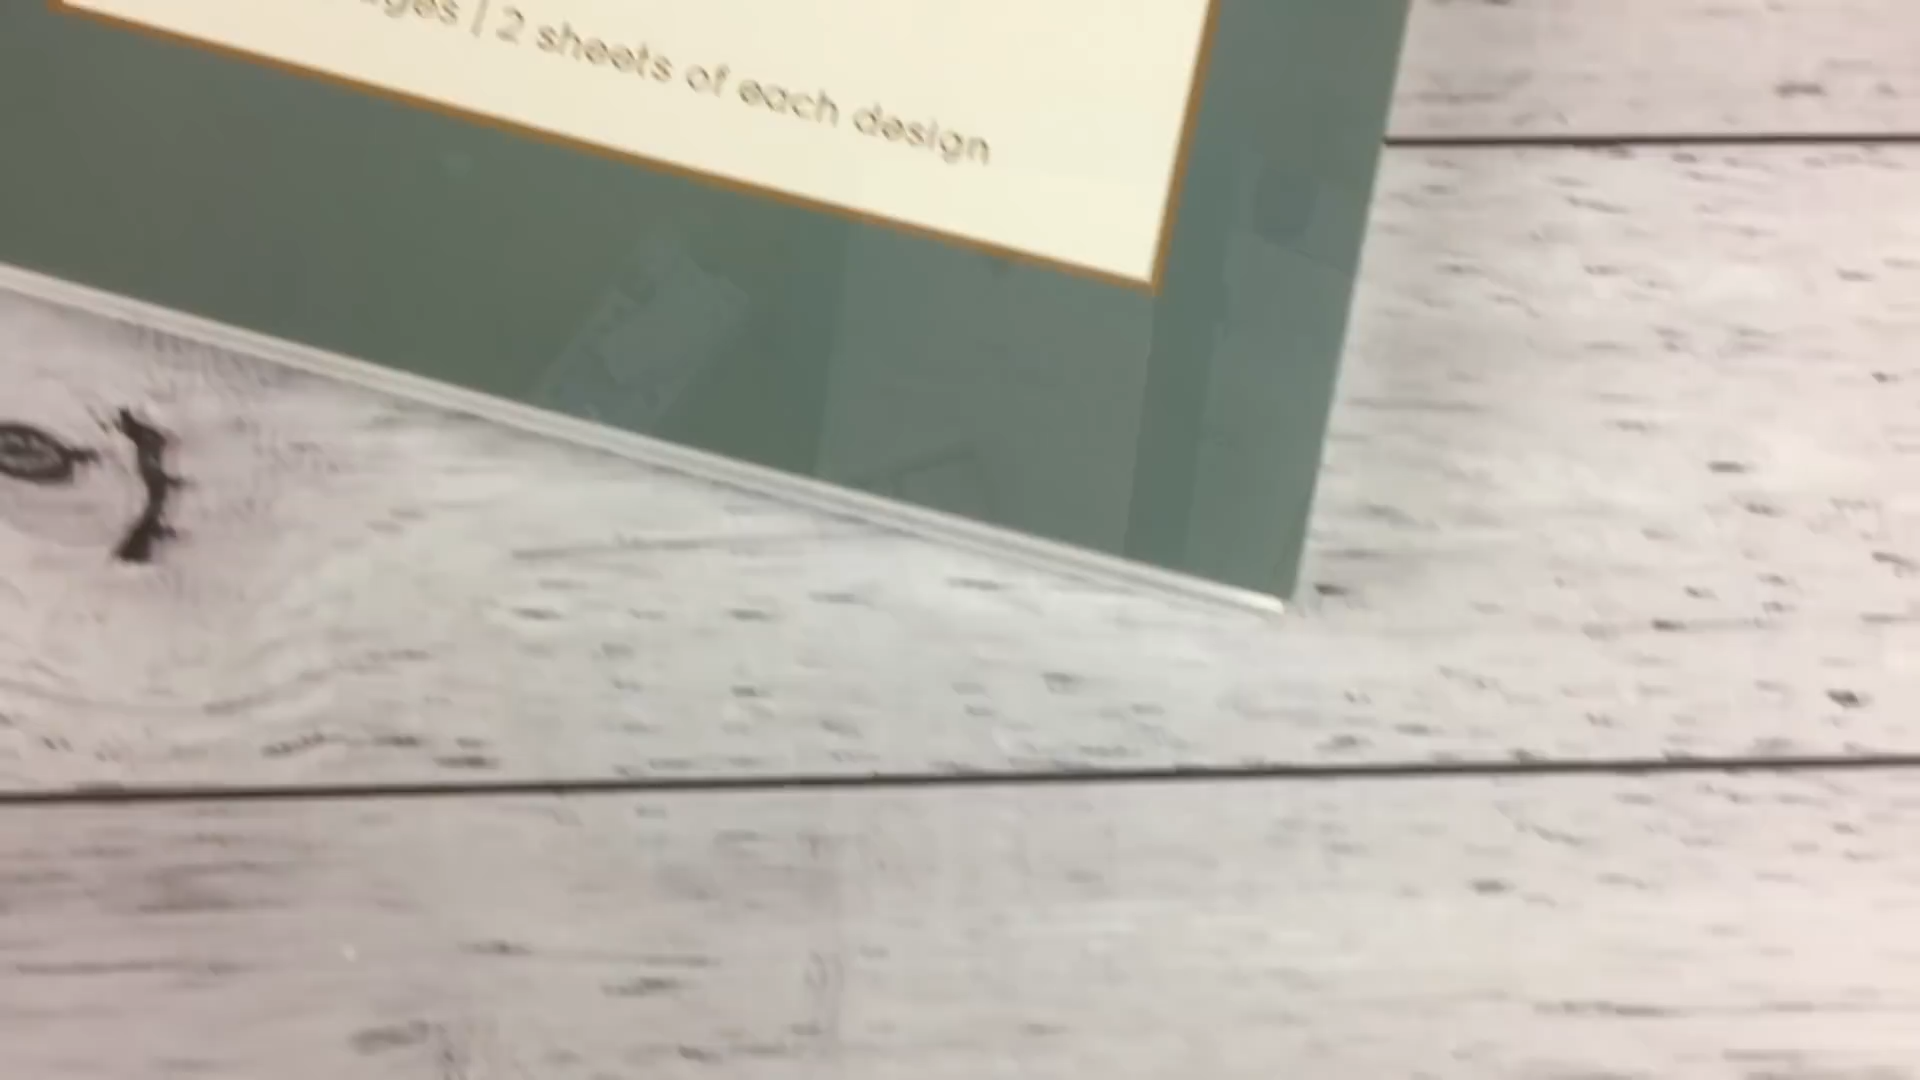 | 2 sheets of each design